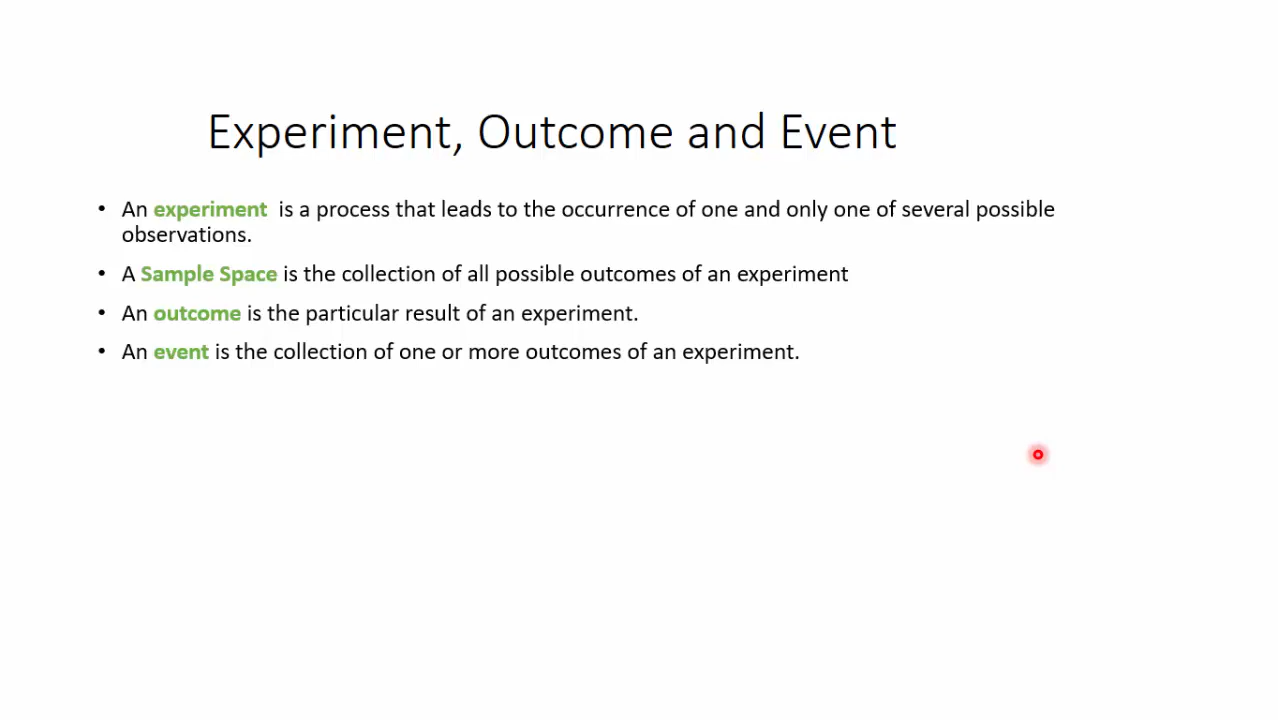 Experiment, Outcome and Event
• An experiment is a process that leads to the occurrence of one and only one of several possible
observations.
• A Sample Space is the collection of all possible outcomes of an experiment
• An outcome is the particular result of an experiment.
• An event is the collection of one or more outcomes of an experiment.